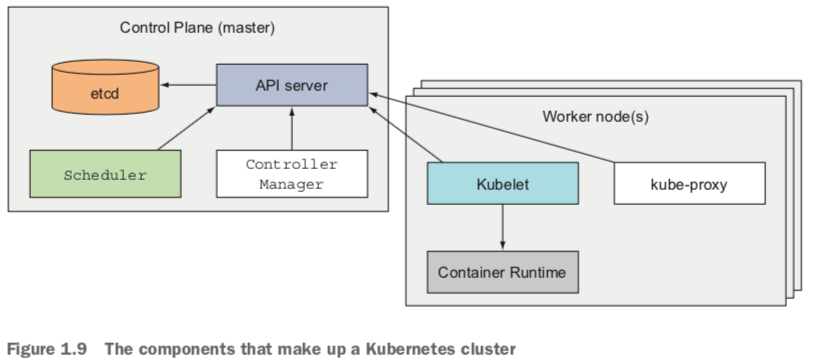 Control Plane (master)
etcd
API server
Scheduler
Controller
Manager
Worker node(s)
Kubelet
kube-proxy
Container Runtime
Figure 1.9 The components that make up a Kubernetes cluster